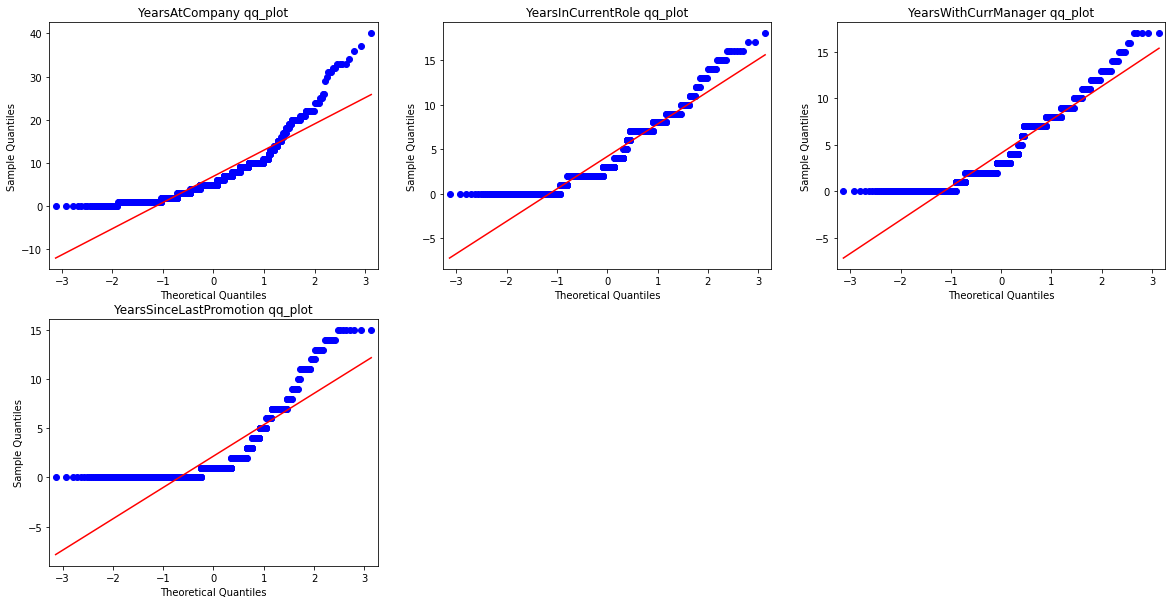 YearsAtCompany qq_plot
40
30
20
10
0
−10
Sample Quantiles
−3 −2 −1 0 1 2 3
Theoretical Quantiles
YearsInCurrentRole qq_plot
15
10
5
0
−5
Sample Quantiles
−3 −2 −1 0 1 2 3
Theoretical Quantiles
YearsWithCurrManager qq_plot
15
10
5
0
−5
Sample Quantiles
−3 −2 −1 0 1 2 3
Theoretical Quantiles
YearsSinceLastPromotion qq_plot
15
10
5
0
−5
Sample Quantiles
−3 −2 −1 0 1 2 3
Theoretical Quantiles